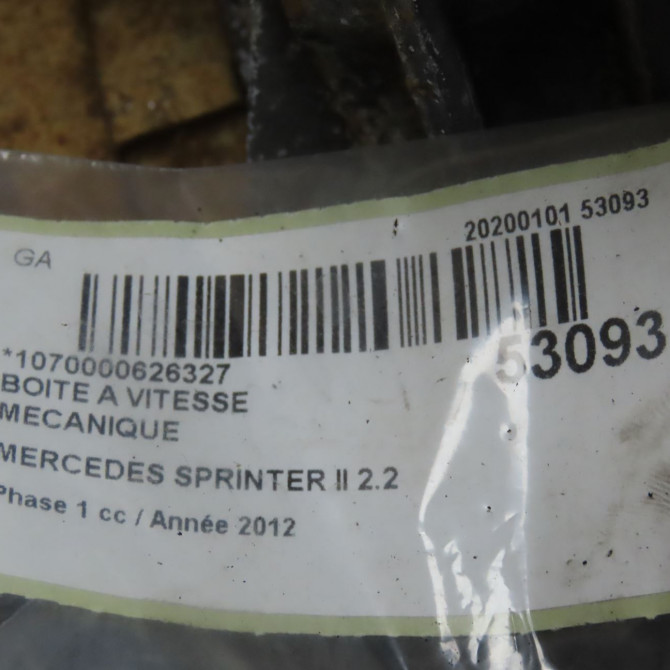 20200101 53093
GA
53093
*1070000626327
BOITE A VITESSE
MECANIQUE
MERCEDES SPRINTER II 2.2
Phase 1 cc / Année 2012